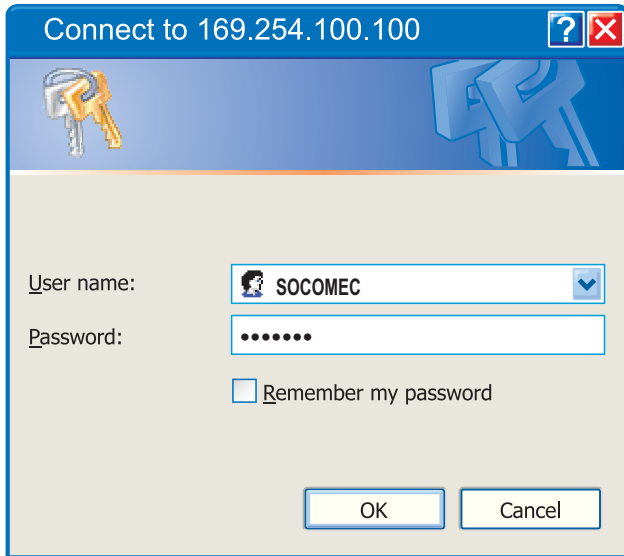 Connect to 169.254.100.100
User name:
SOCOMEC
Password:
•••••••
Remember my password
OK
Cancel